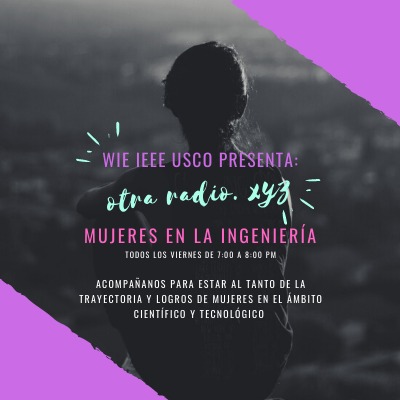 WIE IEEE USCO PRESENTA:
otra radio. xyz
MUJERES EN LA INGENIERÍA
TODOS LOS VIERNES DE 7:00 A 8:00 PM
ACOMPAÑANOS PARA ESTAR AL TANTO DE LA
TRAYECTORIA Y LOGROS DE MUJERES EN EL ÁMBITO
CIENTÍFICO Y TECNOLÓGICO